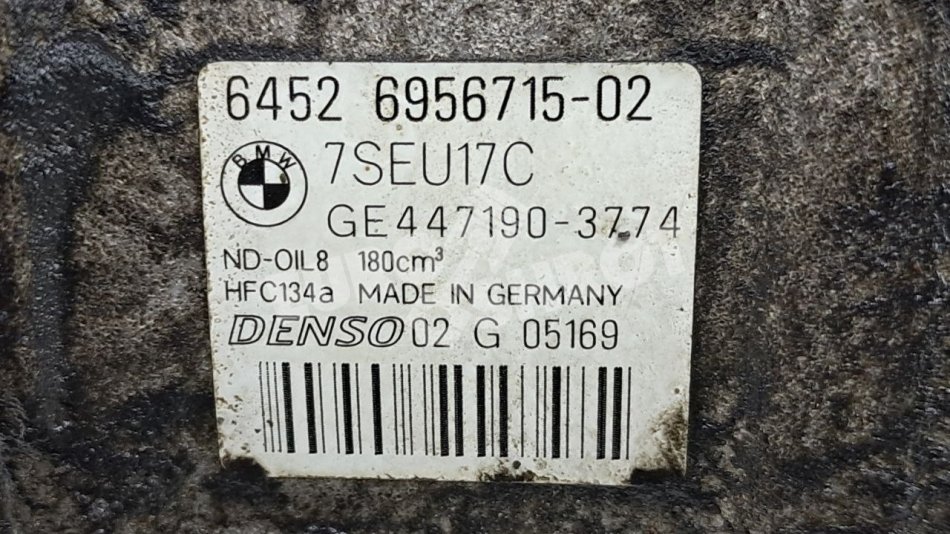 6452 6956715-02
BMW
7SEU17C
GE447190-3774
ND-OIL8 180cm³
HFC134a MADE IN GERMANY
DENSO 02 G 05169